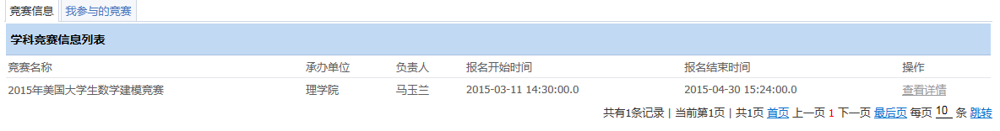 竞赛信息 我参与的竞赛
学科竞赛信息列表
竞赛名称 承办单位 负责人 报名开始时间 报名结束时间 操作
2015年美国大学生数学建模竞赛 理学院 马玉兰 2015-03-11 14:30:00.0 2015-04-30 15:24:00.0 查看详情
共有1条记录 | 当前第1页 | 共1页 首页 上一页 1 下一页 最后页 每页 10 条 跳转